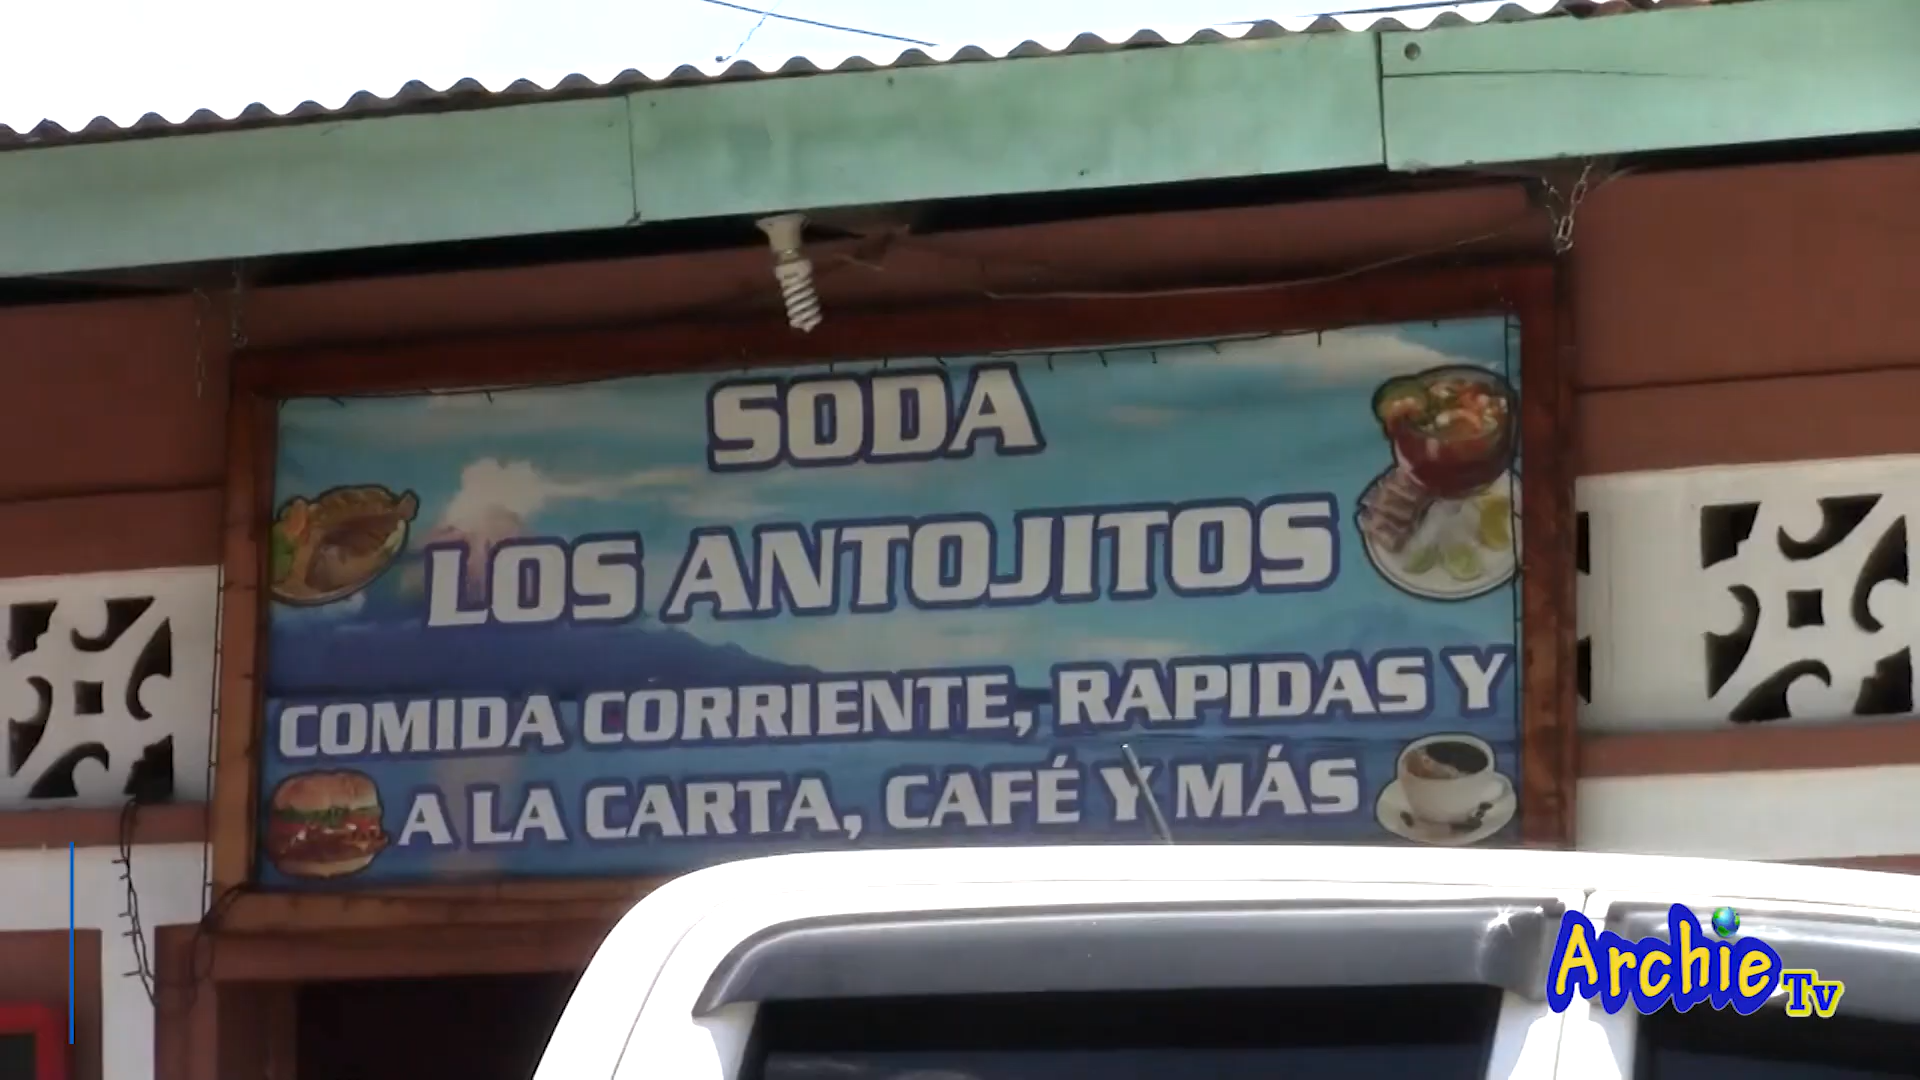 SODA
LOS ANTOJITOS
COMIDA CORRIENTE, RAPIDAS Y
A LA CARTA, CAFÉ Y MÁS
Archie Tv